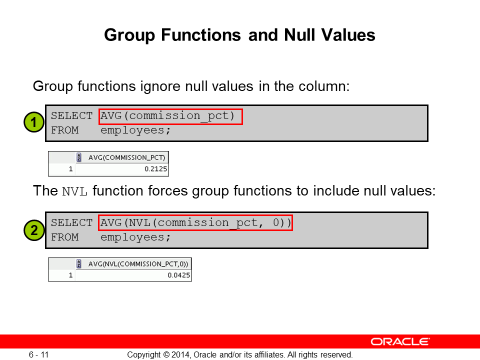 Group Functions and Null Values
Group functions ignore null values in the column:
1
SELECT AVG(commission_pct)
FROM   employees;
AVG(COMMISSION_PCT)
1 0.2125
The NVL function forces group functions to include null values:
2
SELECT AVG(NVL(commission_pct, 0))
FROM   employees;
AVG(NVL(COMMISSION_PCT,0))
1 0.0425
ORACLE
6 - 11 Copyright © 2014, Oracle and/or its affiliates. All rights reserved.